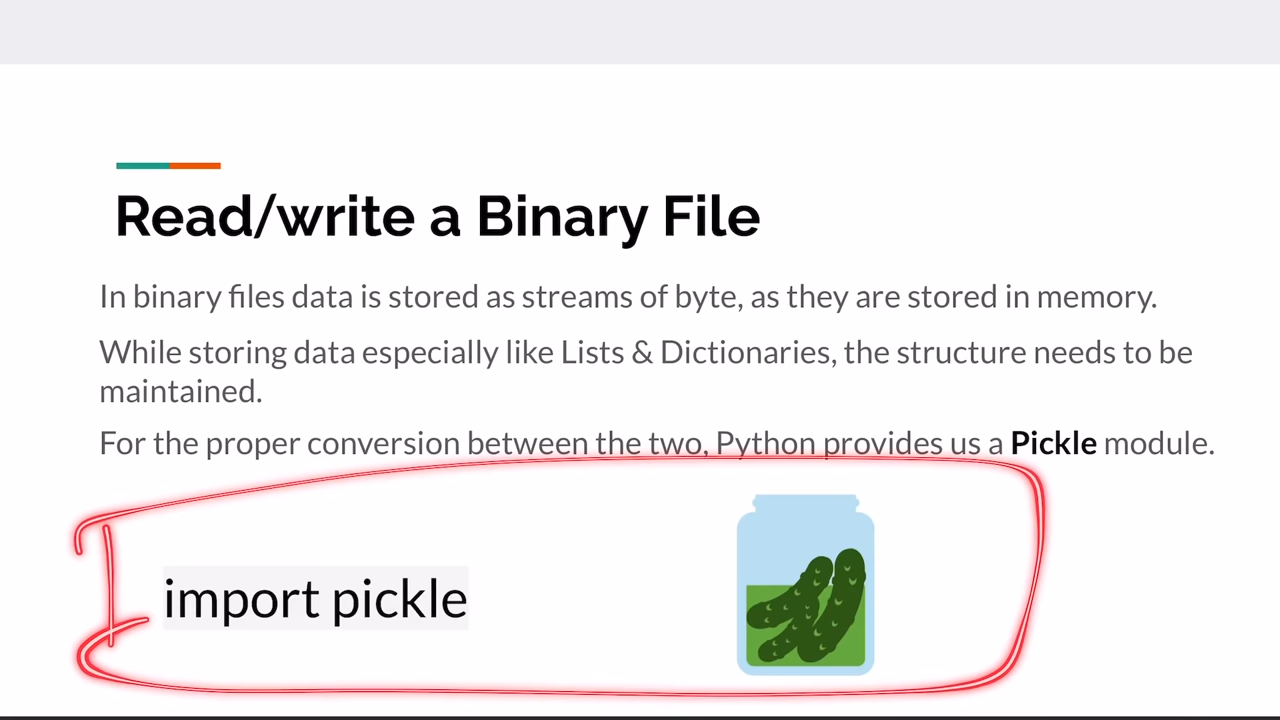 Read/write a Binary File
In binary files data is stored as streams of byte, as they are stored in memory.
While storing data especially like Lists & Dictionaries, the structure needs to be
maintained.
For the proper conversion between the two, Python provides us a Pickle module.
import pickle